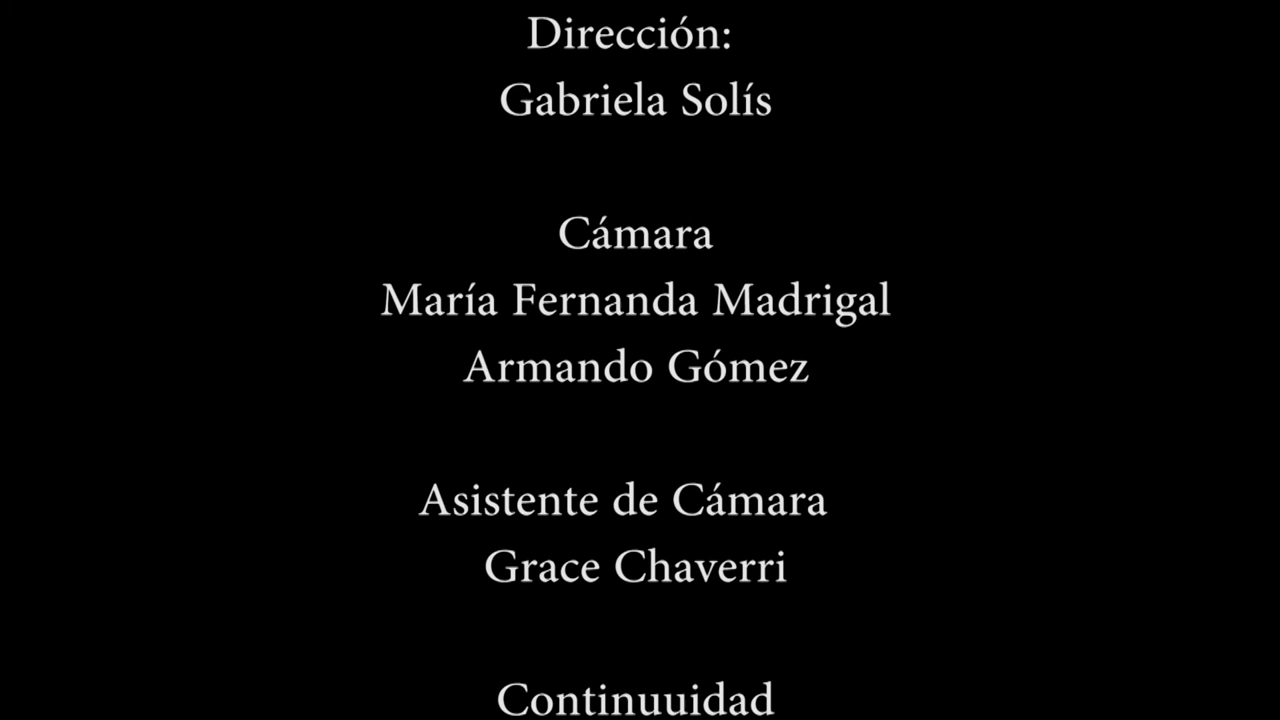 Dirección:
Gabriela Solís
Cámara
María Fernanda Madrigal
Armando Gómez
Asistente de Cámara
Grace Chaverri
Continuuidad